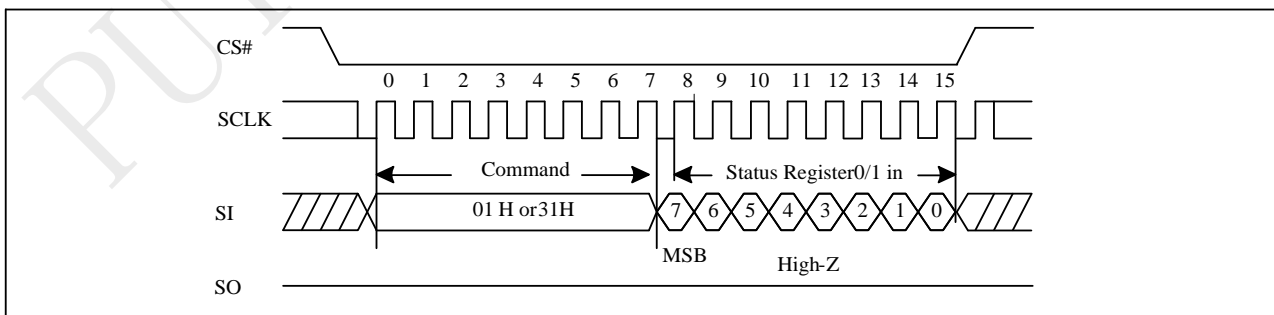 CS#
0 1 2 3 4 5 6 7 8 9 10 11 12 13 14 15
SCLK
Command Status Register0/1 in
SI 01 H or31H 7 6 5 4 3 2 1 0
MSB High-Z
SO